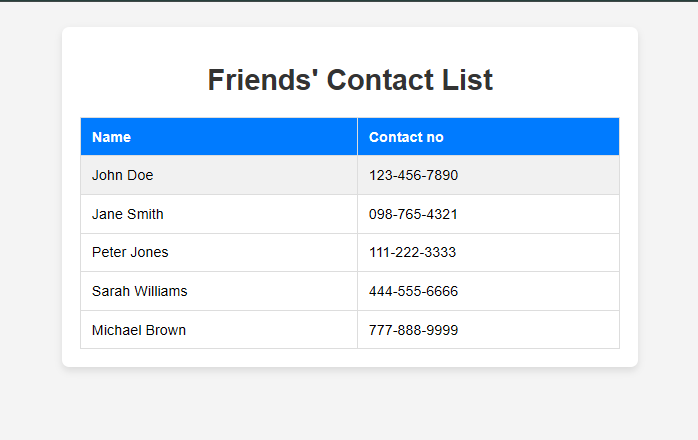 Friends' Contact List
Name Contact no
John Doe 123-456-7890
Jane Smith 098-765-4321
Peter Jones 111-222-3333
Sarah Williams 444-555-6666
Michael Brown 777-888-9999